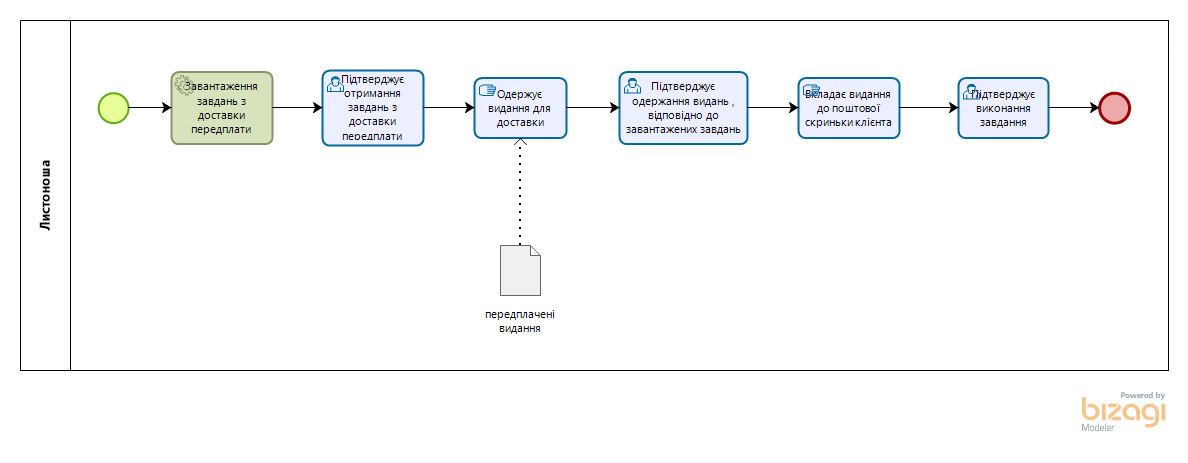 Листоноша
Завантаження
завдань з
доставки
передплати
Підтверджує
отримання
завдань з
доставки
передплати
Одержує
видання для
доставки
Підтверджує
одержання видань ,
відповідно до
завантажених завдань
Вкладає видання
до поштової
скриньки клієнта
Підтверджує
виконання
завдання
передплачені
видання
Powered by
bizagi
Modeler